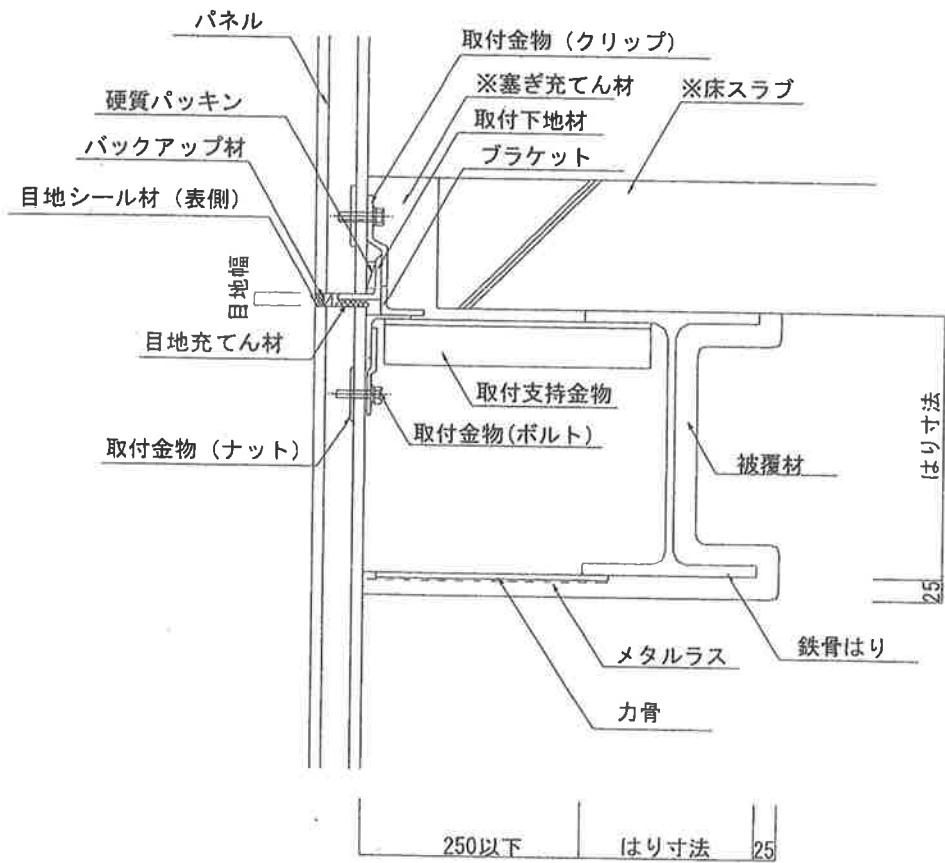 パネル
取付金物（クリップ）
※塞ぎ充てん材
※床スラブ
硬質パッキン
取付下地材
バックアップ材
ブラケット
目地シール材（表側）
目地幅
目地充てん材
取付支持金物
取付金物（ナット）
取付金物(ボルト)
被覆材
はり寸法
25
メタルラス
鉄骨はり
力骨
250以下
はり寸法
25